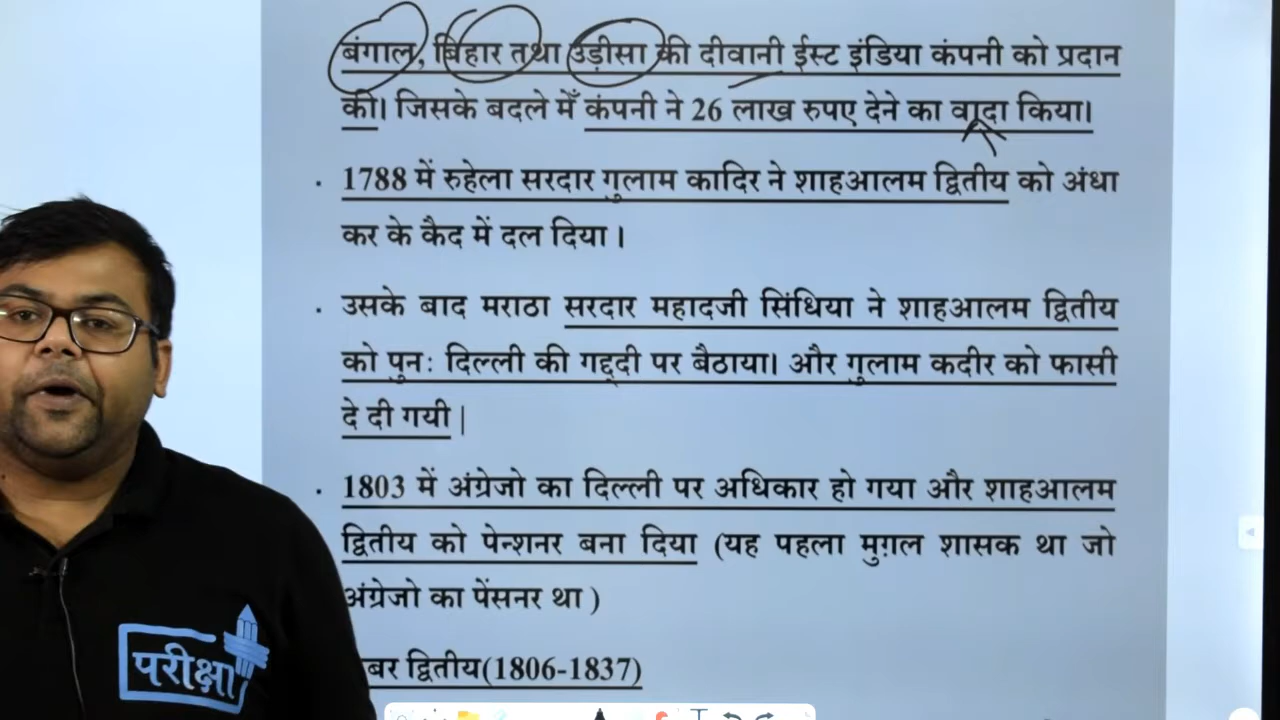 बंगाल, बिहार तथा उड़ीसा की दीवानी ईस्ट इंडिया कंपनी को प्रदान
की। जिसके बदले मेँ कंपनी ने 26 लाख रुपए देने का वादा किया।
. 1788 में रुहेला सरदार गुलाम कादिर ने शाहआलम द्वितीय को अंधा
कर के कैद में दल दिया ।
. उसके बाद मराठा सरदार महादजी सिंधिया ने शाहआलम द्वितीय
को पुनः दिल्ली की गद्दी पर बैठाया। और गुलाम कदीर को फासी
दे दी गयी |
. 1803 में अंग्रेजो का दिल्ली पर अधिकार हो गया और शाहआलम
द्वितीय को पेन्शनर बना दिया (यह पहला मुग़ल शासक था जो
अंग्रेजो का पेंसनर था )
बर द्वितीय(1806-1837)
परीक्षा